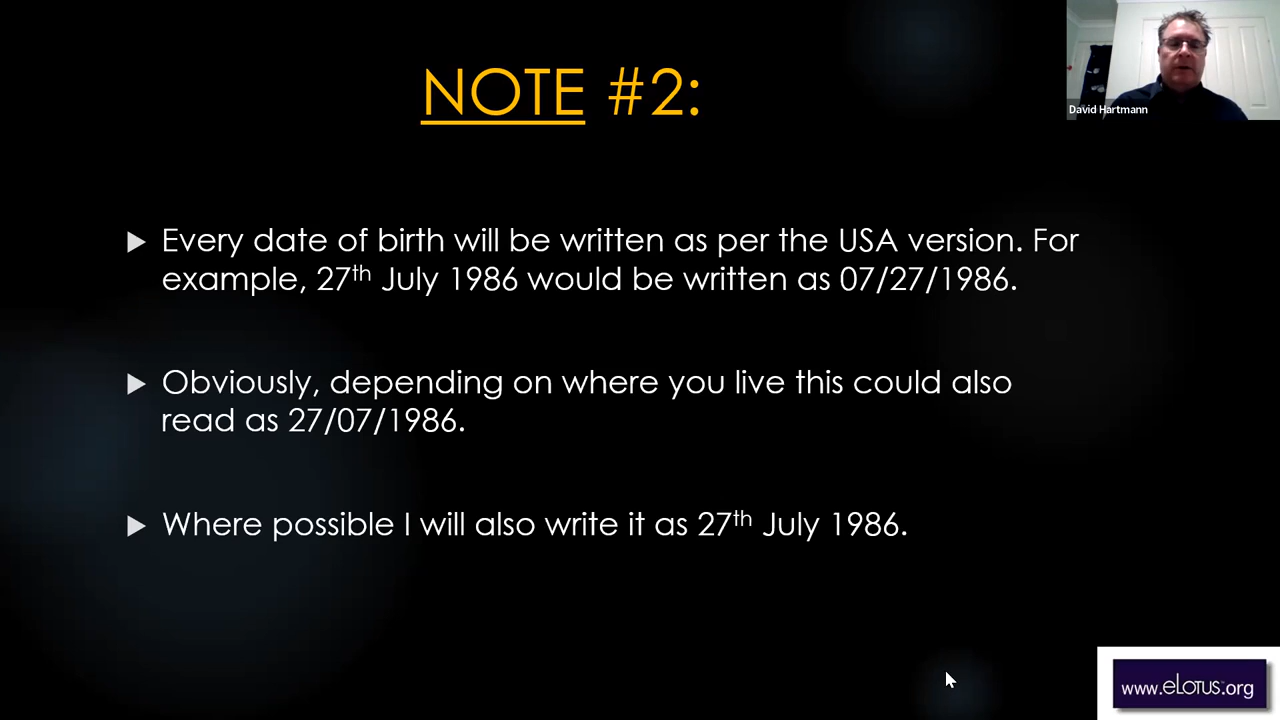 NOTE #2:
David Hartmann
Every date of birth will be written as per the USA version. For
example, 27th July 1986 would be written as 07/27/1986.
Obviously, depending on where you live this could also
read as 27/07/1986.
Where possible I will also write it as 27th July 1986.
www.eLotus.org